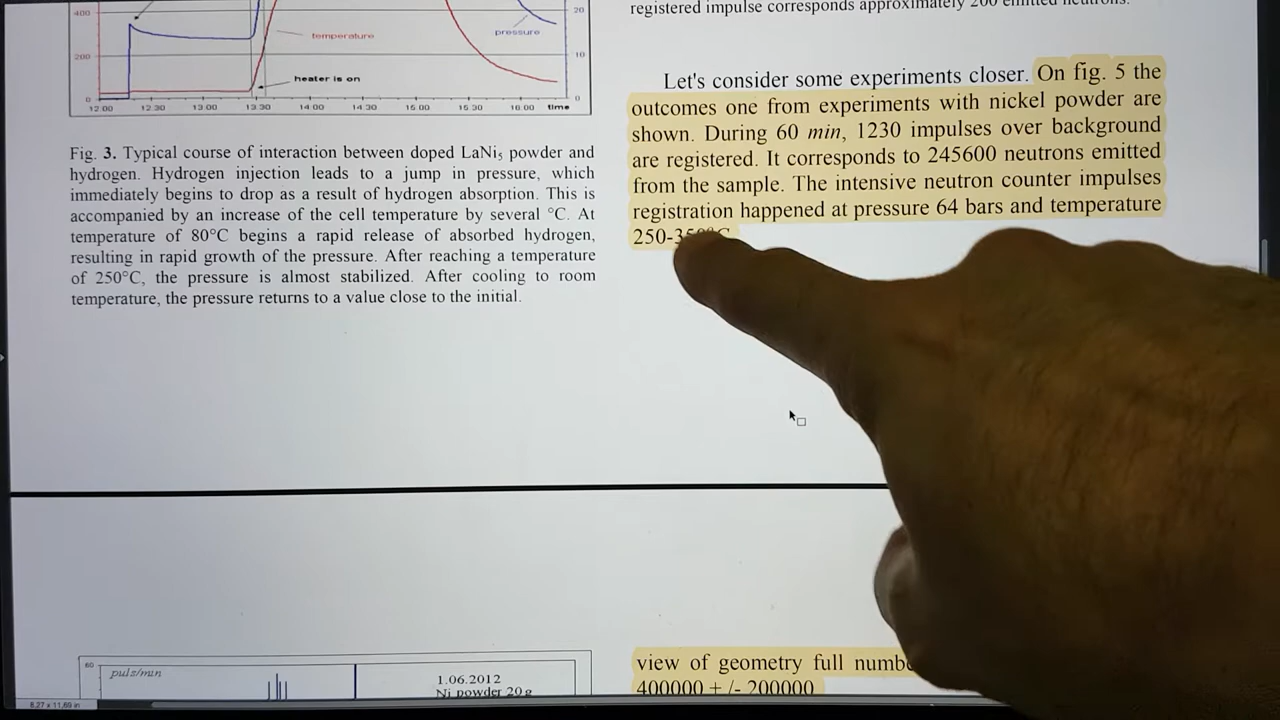 400
20
pressure
temperature
200
10
heater is on
0
0
12 00 12 30 13 00 13 30 14 00 14 30 15 00 15 30 16 00 time
Fig. 3. Typical course of interaction between doped LaNi5 powder and
hydrogen. Hydrogen injection leads to a jump in pressure, which
immediately begins to drop as a result of hydrogen absorption. This is
accompanied by an increase of the cell temperature by several °C. At
temperature of 80°C begins a rapid release of absorbed hydrogen,
resulting in rapid growth of the pressure. After reaching a temperature
of 250°C, the pressure is almost stabilized. After cooling to room
temperature, the pressure returns to a value close to the initial.
registered impulse corresponds approximately 200 emitted neutrons.
Let's consider some experiments closer. On fig. 5 the
outcomes one from experiments with nickel powder are
shown. During 60 min, 1230 impulses over background
are registered. It corresponds to 245600 neutrons emitted
from the sample. The intensive neutron counter impulses
registration happened at pressure 64 bars and temperature
250-350°C
60
puls/min
1.06.2012
Ni powder 20 g
view of geometry full
400000 + /- 200000
8,27 x 11,69 in